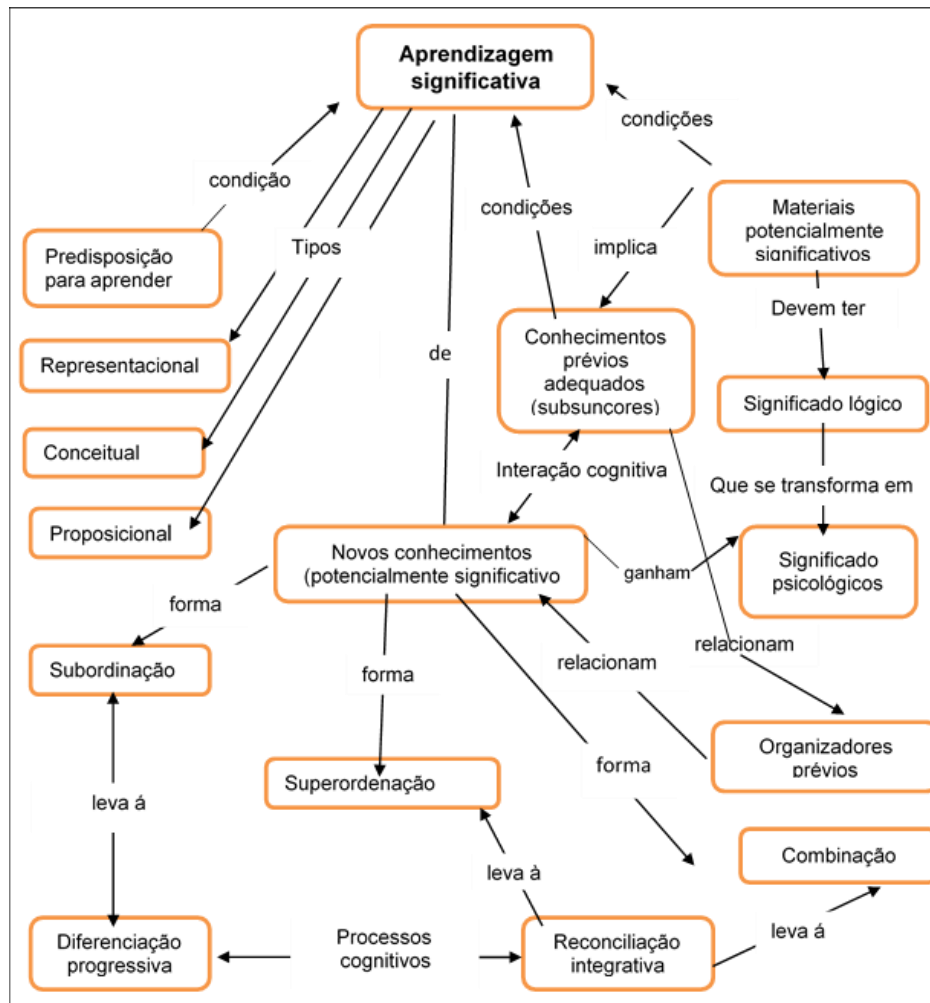 Aprendizagem
significativa
condições
condição
condições
Materiais
potencialmente
significativos
Predisposição
para aprender
Tipos
implica
Devem ter
Representacional
de
Conhecimentos
prévios
adequados
(subsunçores)
Significado lógico
Conceitual
Interação cognitiva
Que se transforma em
Proposicional
Novos conhecimentos
(potencialmente significativo
ganham
Significado
psicológicos
forma
Subordinação
forma
relacionam
relacionam
Organizadores
prévios
Superordenação
forma
leva á
Combinação
leva à
Diferenciação
progressiva
Processos
cognitivos
Reconciliação
integrativa
leva á